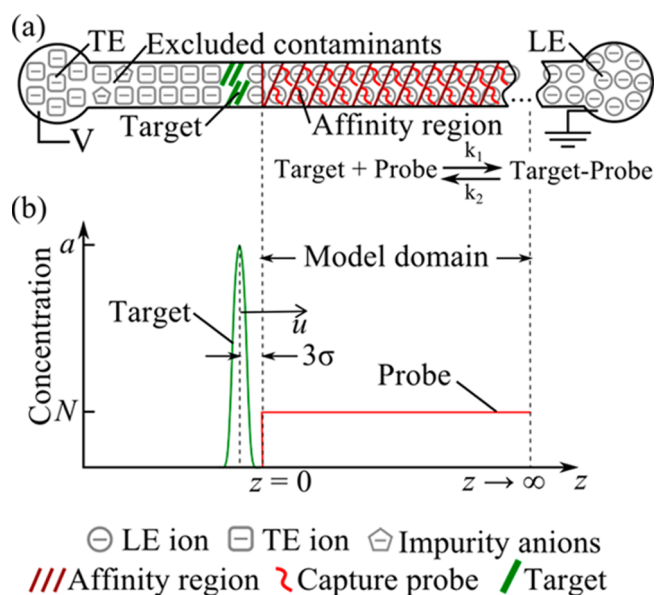 (a)
TE
Excluded contaminants
LE
V
Target
Affinity region
...
Target + Probe k₁ k₂ Target-Probe
(b)
Concentration
a
N
Model domain
Target
u
3σ
Probe
z = 0
z → ∞
z
LE ion TE ion Impurity anions
Affinity region Capture probe Target